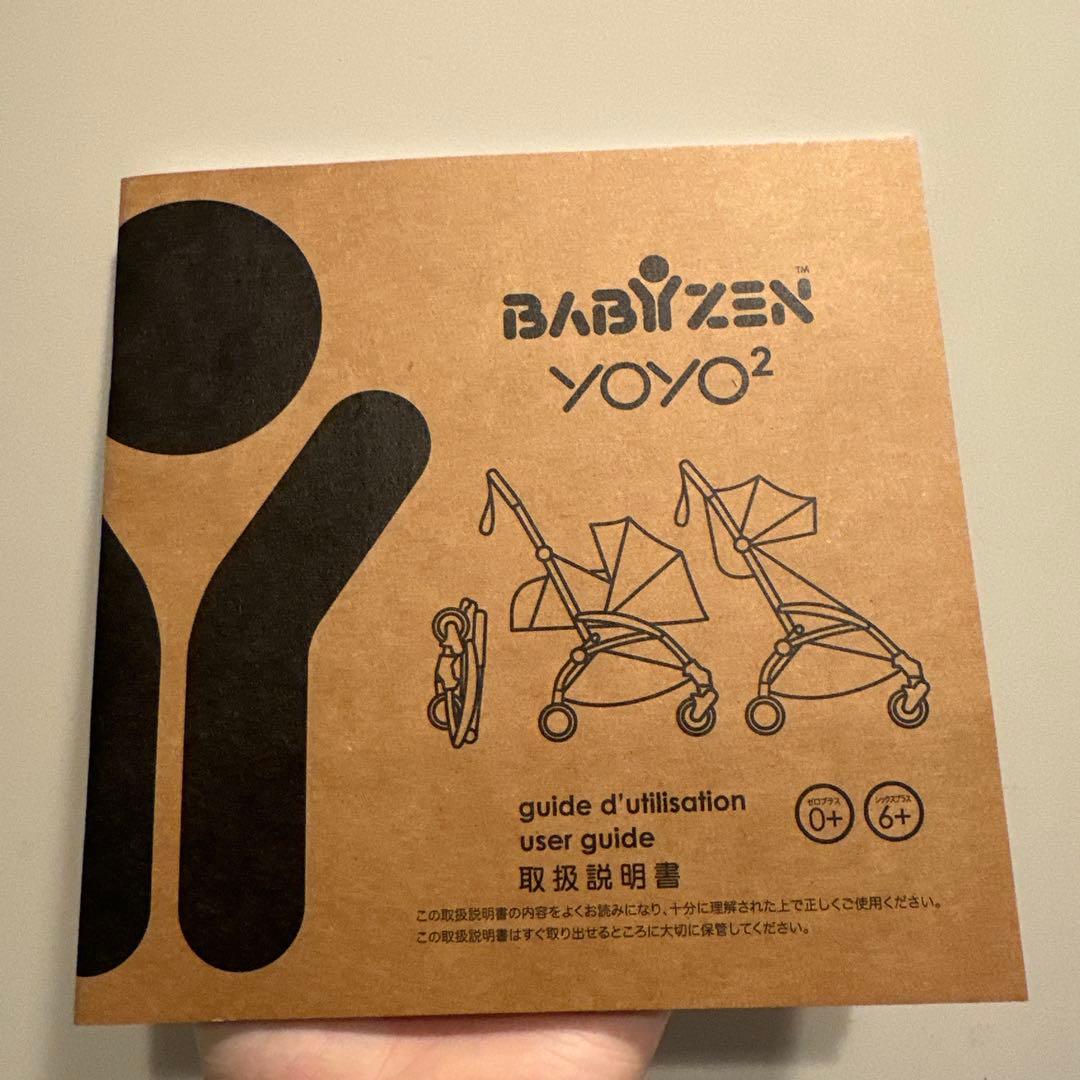 BABYZEN™
YOYO²
guide d'utilisation
user guide
取扱説明書
ゼロプラス
0+
シックスプラス
6+
この取扱説明書の内容をよくお読みになり、十分に理解された上で正しくご使用ください。
この取扱説明書はすぐ取り出せるところに大切に保管してください。